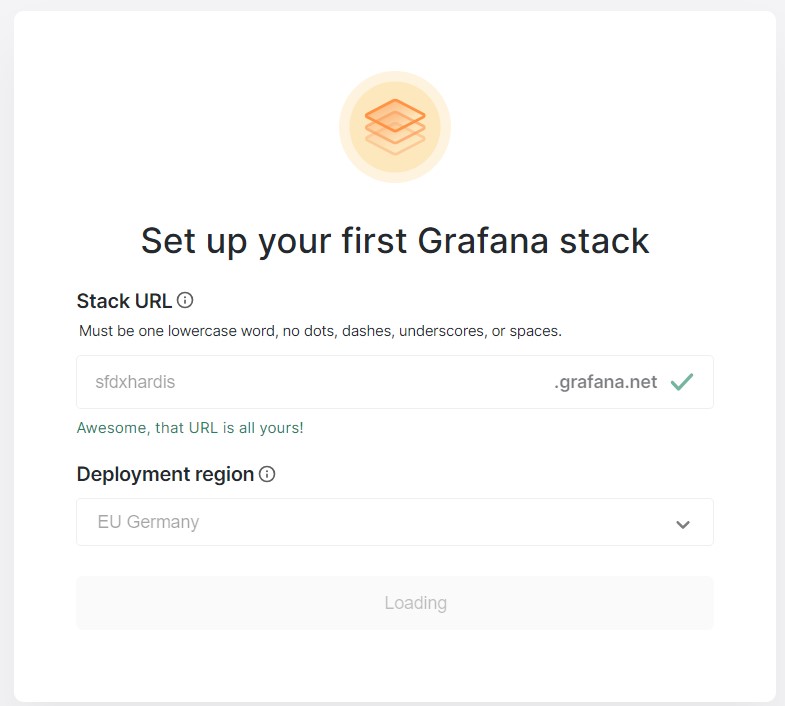 Set up your first Grafana stack
Stack URL
Must be one lowercase word, no dots, dashes, underscores, or spaces.
sfdxhardis .grafana.net
Awesome, that URL is all yours!
Deployment region
EU Germany
Loading